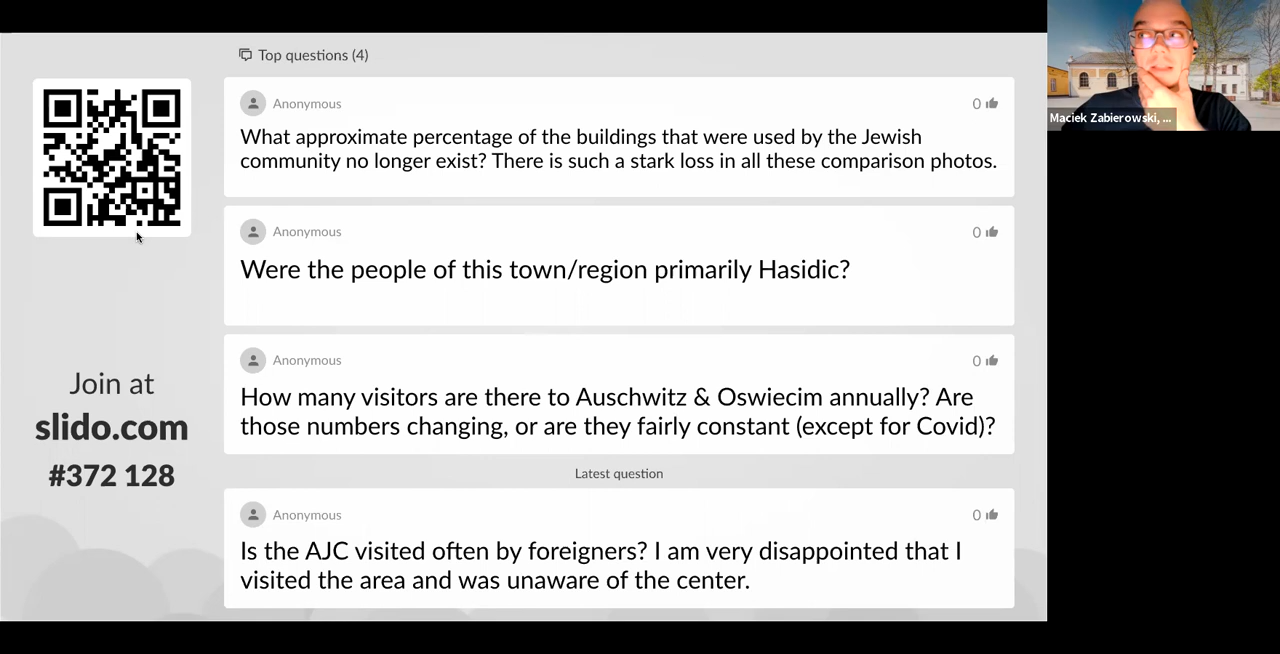 Top questions (4)
Anonymous
0
What approximate percentage of the buildings that were used by the Jewish
community no longer exist? There is such a stark loss in all these comparison photos.
Anonymous
0
Were the people of this town/region primarily Hasidic?
Anonymous
0
How many visitors are there to Auschwitz & Oswiecim annually? Are
those numbers changing, or are they fairly constant (except for Covid)?
Latest question
Anonymous
0
Is the AJC visited often by foreigners? I am very disappointed that I
visited the area and was unaware of the center.
Join at
slido.com
#372 128
Maciek Zabierowski, ...